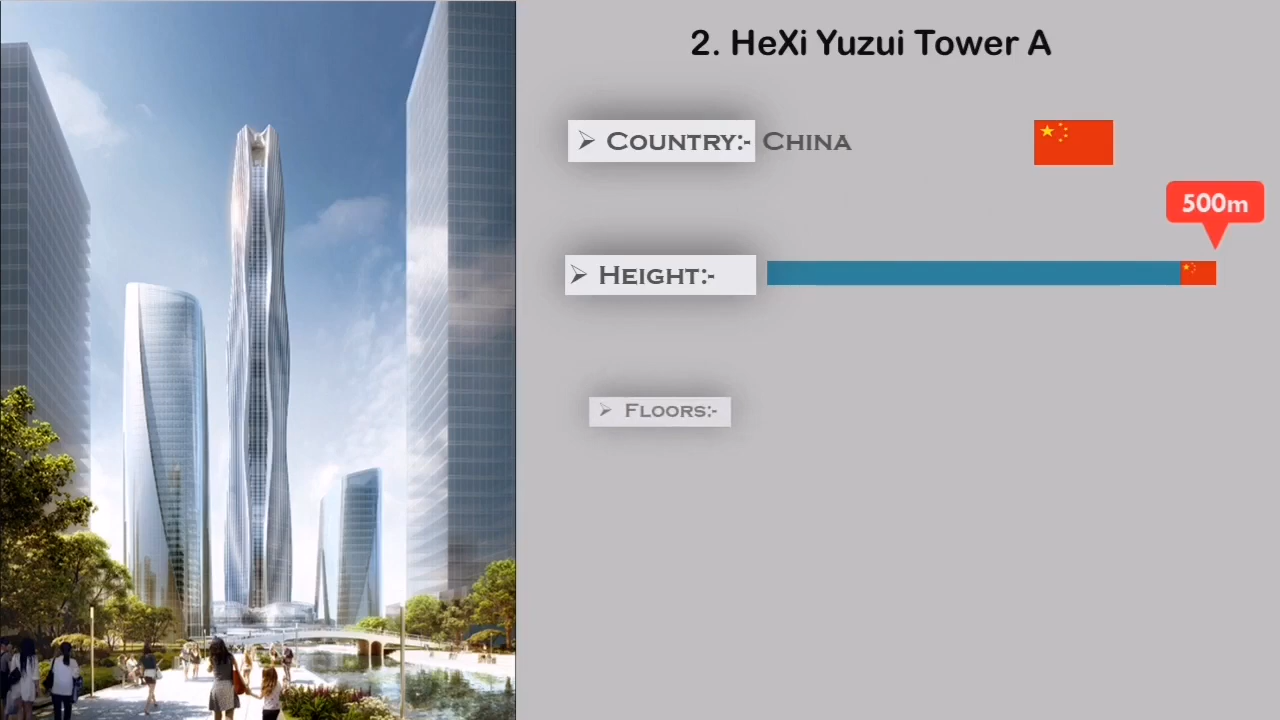 2. HeXi Yuzui Tower A
➢ Country:- China
500m
➢ Height:-
➢ Floors:-